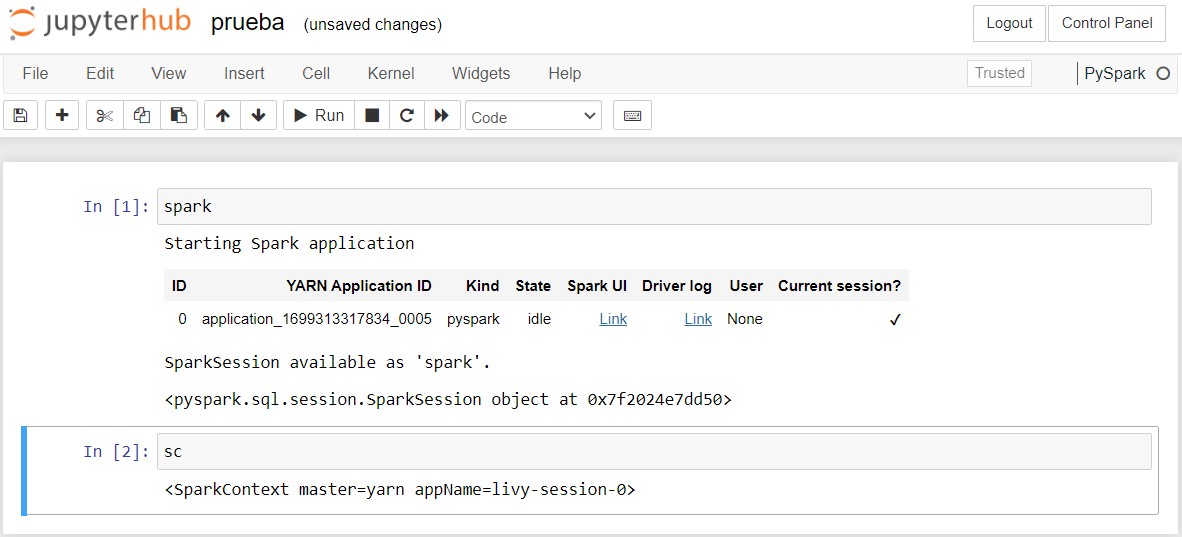 jupyterhub prueba (unsaved changes) Logout Control Panel
File Edit View Insert Cell Kernel Widgets Help Trusted PySpark
Run Code
In [1]: spark
Starting Spark application
ID YARN Application ID Kind State Spark UI Driver log User Current session?
0 application_1699313317834_0005 pyspark idle Link Link None ✓
SparkSession available as 'spark'.
<pyspark.sql.session.SparkSession object at 0x7f2024e7dd50>
In [2]: sc
<SparkContext master=yarn appName=livy-session-0>